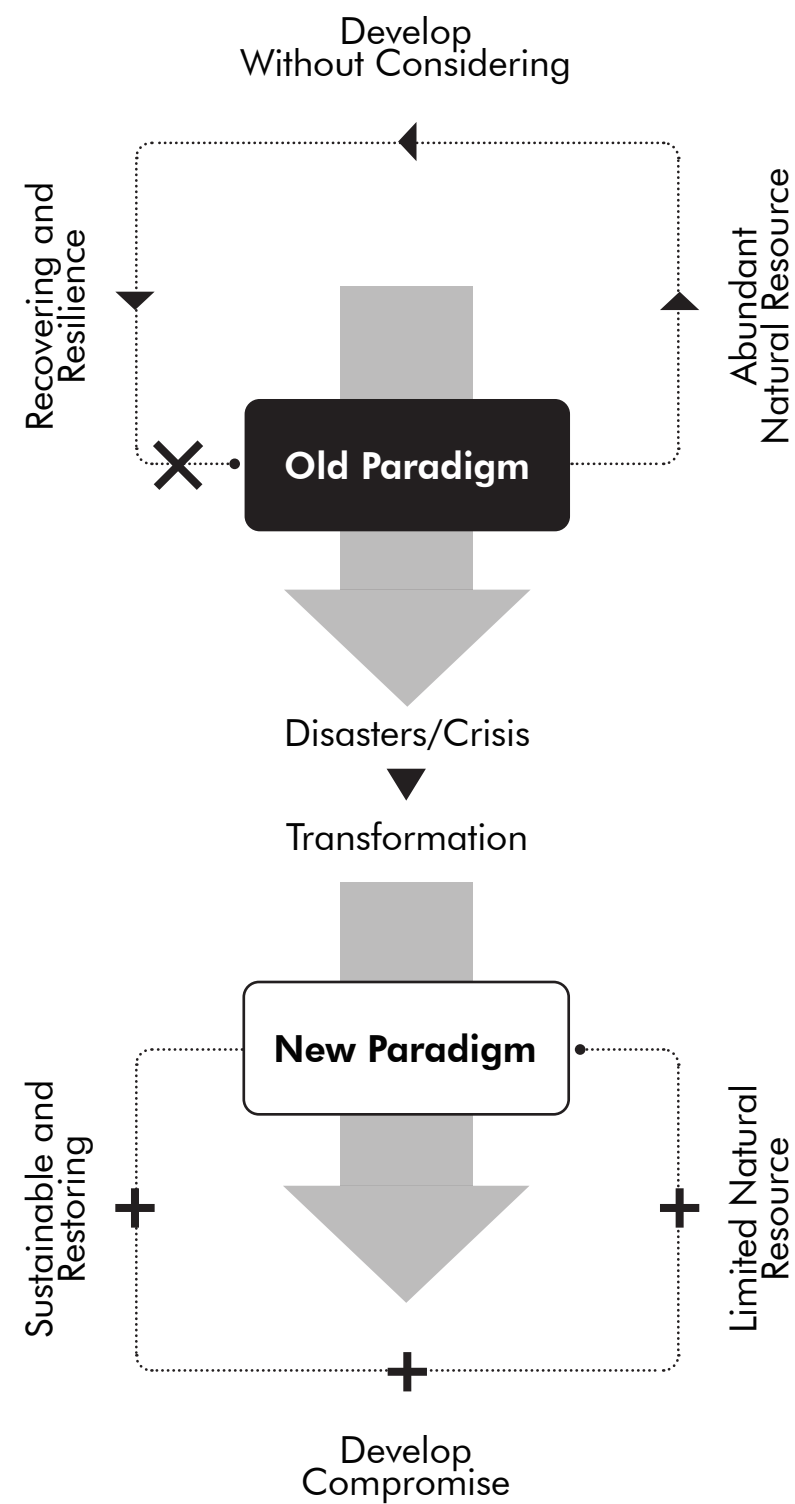 Develop
Without Considering
Recovering and
Resilience
Abundant
Natural Resource
Old Paradigm
Disasters/Crisis
Transformation
New Paradigm
Sustainable and
Restoring
Limited Natural
Resource
Develop
Compromise